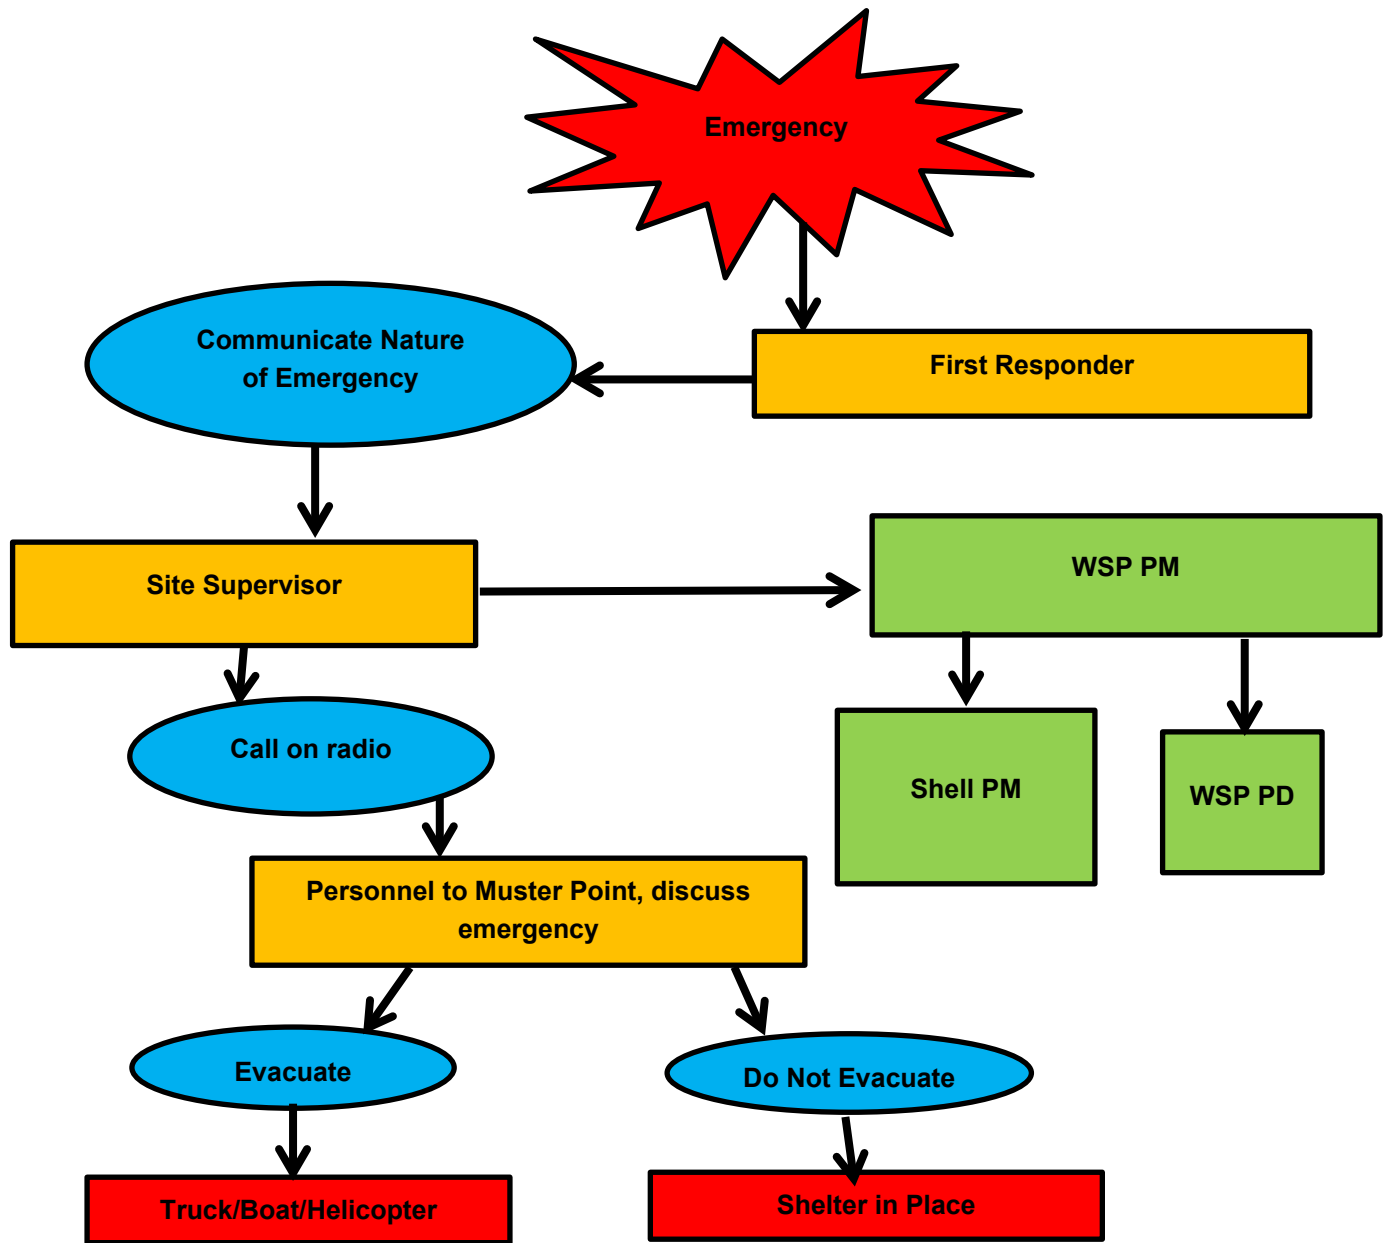 Emergency
First Responder
Communicate Nature
of Emergency
Site Supervisor
WSP PM
Call on radio
Shell PM
WSP PD
Personnel to Muster Point, discuss
emergency
Evacuate
Do Not Evacuate
Truck/Boat/Helicopter
Shelter in Place